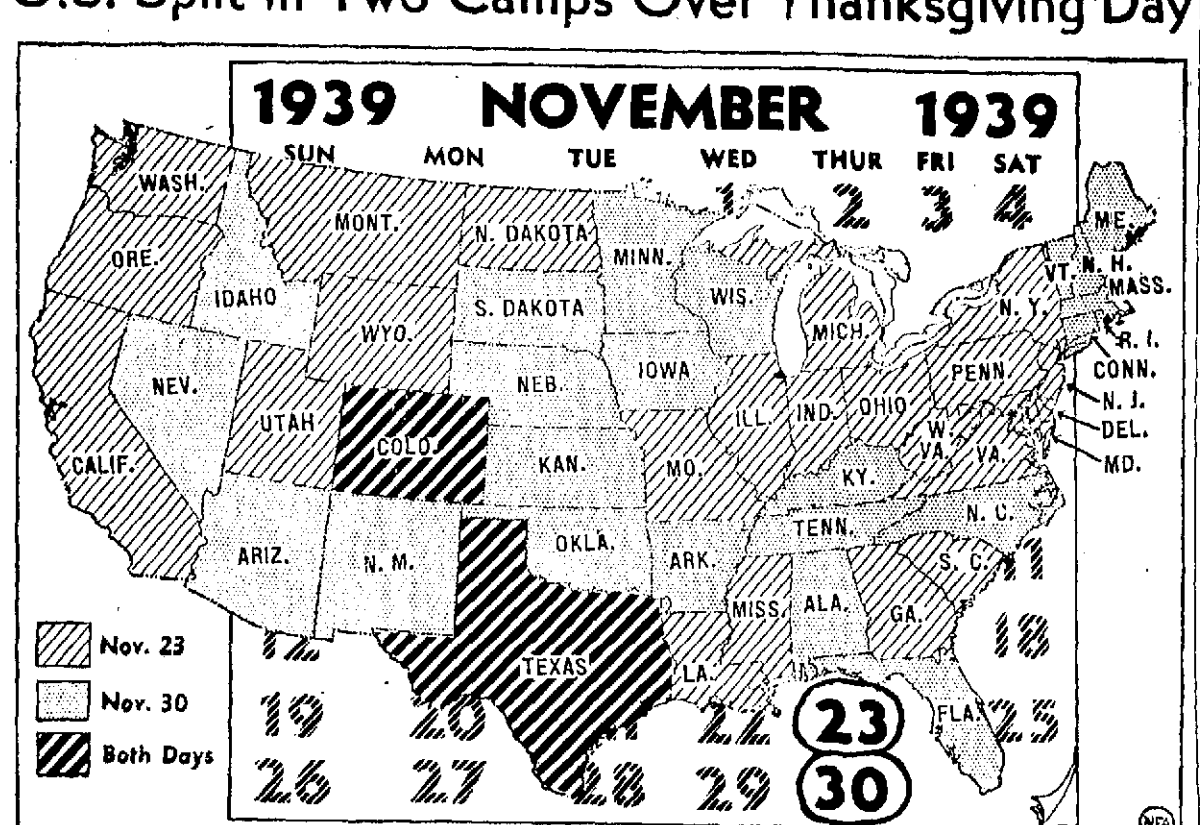 U.S. Split in Two Camps Over Thanksgiving Day
1939 NOVEMBER 1939
SUN MON TUE WED THUR FRI SAT
1 2 3 4
WASH.
MONT.
N. DAKOTA
MINN.
ME.
ORE.
IDAHO
S. DAKOTA
WIS.
MICH.
N. Y.
VT.
N. H.
MASS.
WYO.
R. I.
CONN.
NEV.
NEB.
IOWA
PENN.
N. J.
UTAH
COLO.
ILL.
IND.
OHIO
W. VA.
VA.
DEL.
MD.
CALIF.
KAN.
MO.
KY.
N. C.
TENN.
ARIZ.
N. M.
OKLA.
ARK.
S. C.
11
MISS.
ALA.
GA.
12
18
Nov. 23
TEXAS
LA.
Nov. 30
19 20 22 23 FLA. 25
Both Days
26 27 28 29 30
NEA